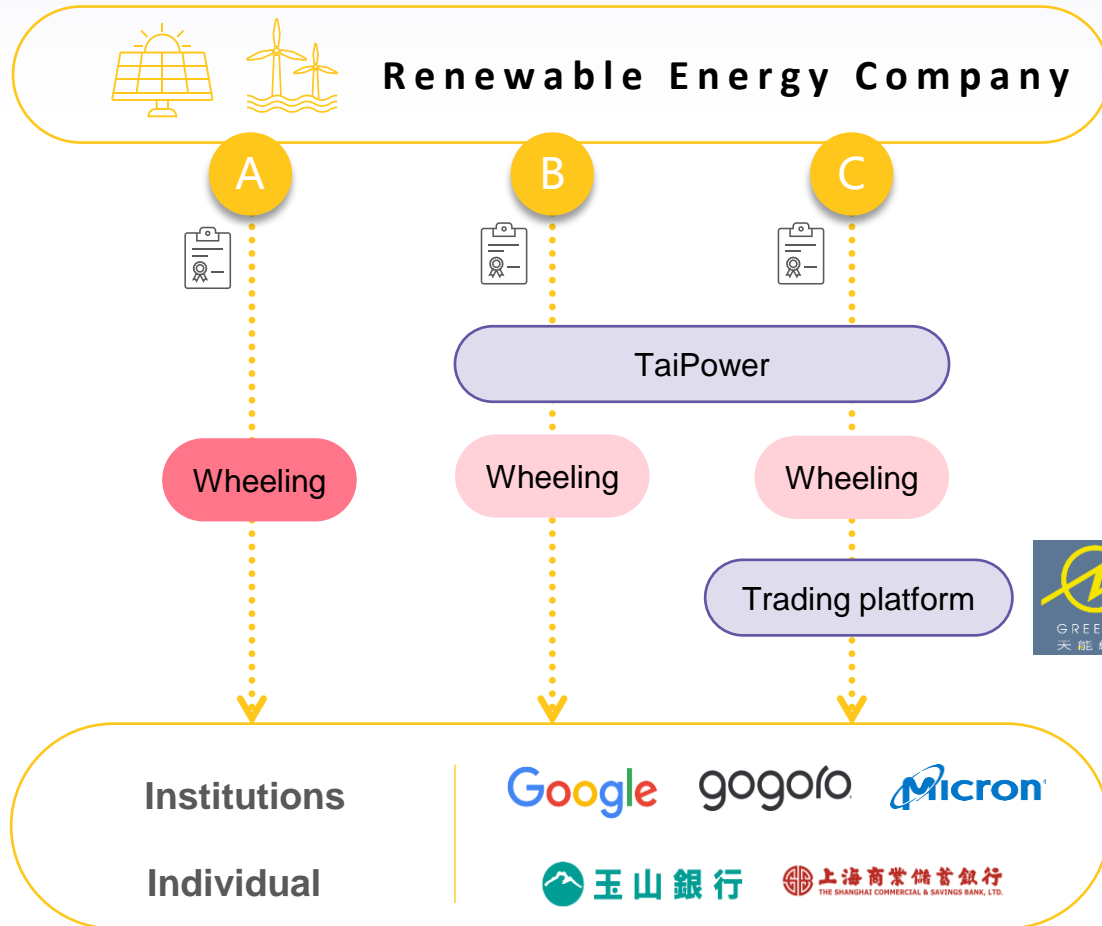 Renewable Energy Company
A B C
TaiPower
Wheeling Wheeling Wheeling
Trading platform
天能
Institutions
Google gogoro Micron
Individual
玉山銀行 上海商業儲蓄銀行
THE SHANGHAI COMMERCIAL & SAVINGS BANK, LTD.